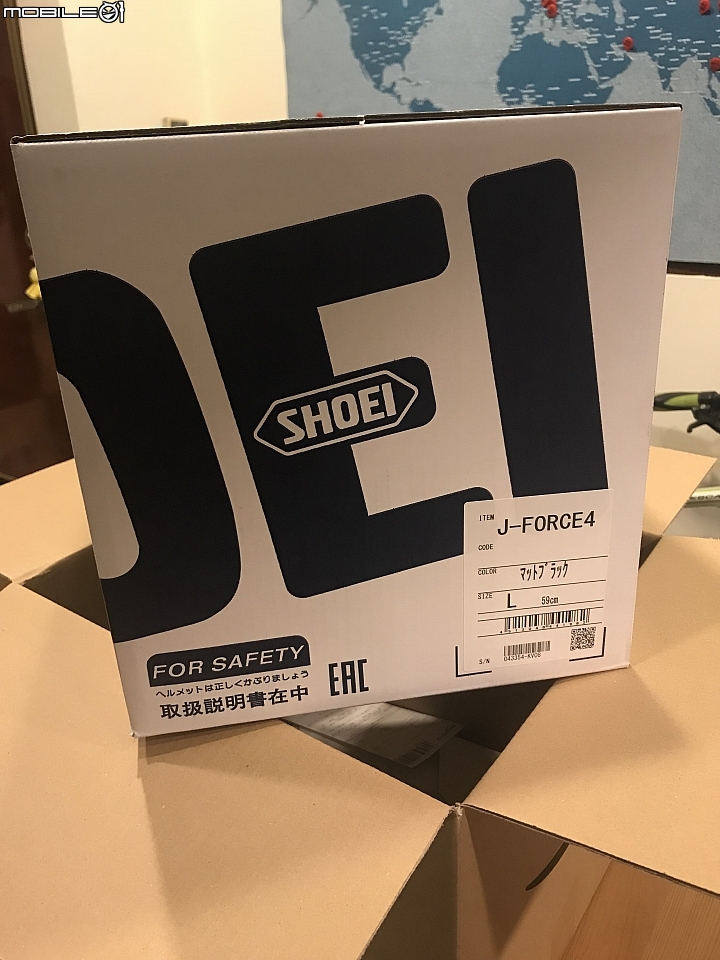 MOBILE01
OEI
SHOEI
ITEM J-FORCE4
CODE
COLOR マットブラック
SIZE L 59cm
S/N
FOR SAFETY
ヘルメットは正しくかぶりましょう
取扱説明書在中
EAC